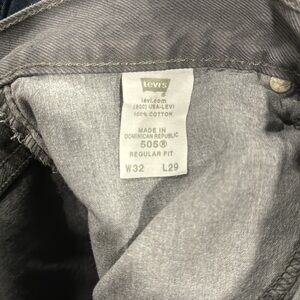 Levi's
levi.com
(800) USA-LEVI
100% COTTON
MADE IN
DOMINICAN REPUBLIC
505®
REGULAR FIT
W32 L29